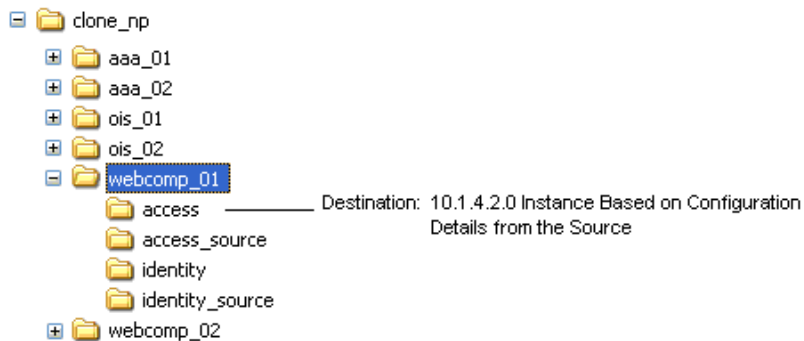 clone_np
aaa_01
aaa_02
ois_01
ois_02
webcomp_01
access
Destination: 10.1.4.2.0 Instance Based on Configuration
Details from the Source
access_source
identity
identity_source
webcomp_02